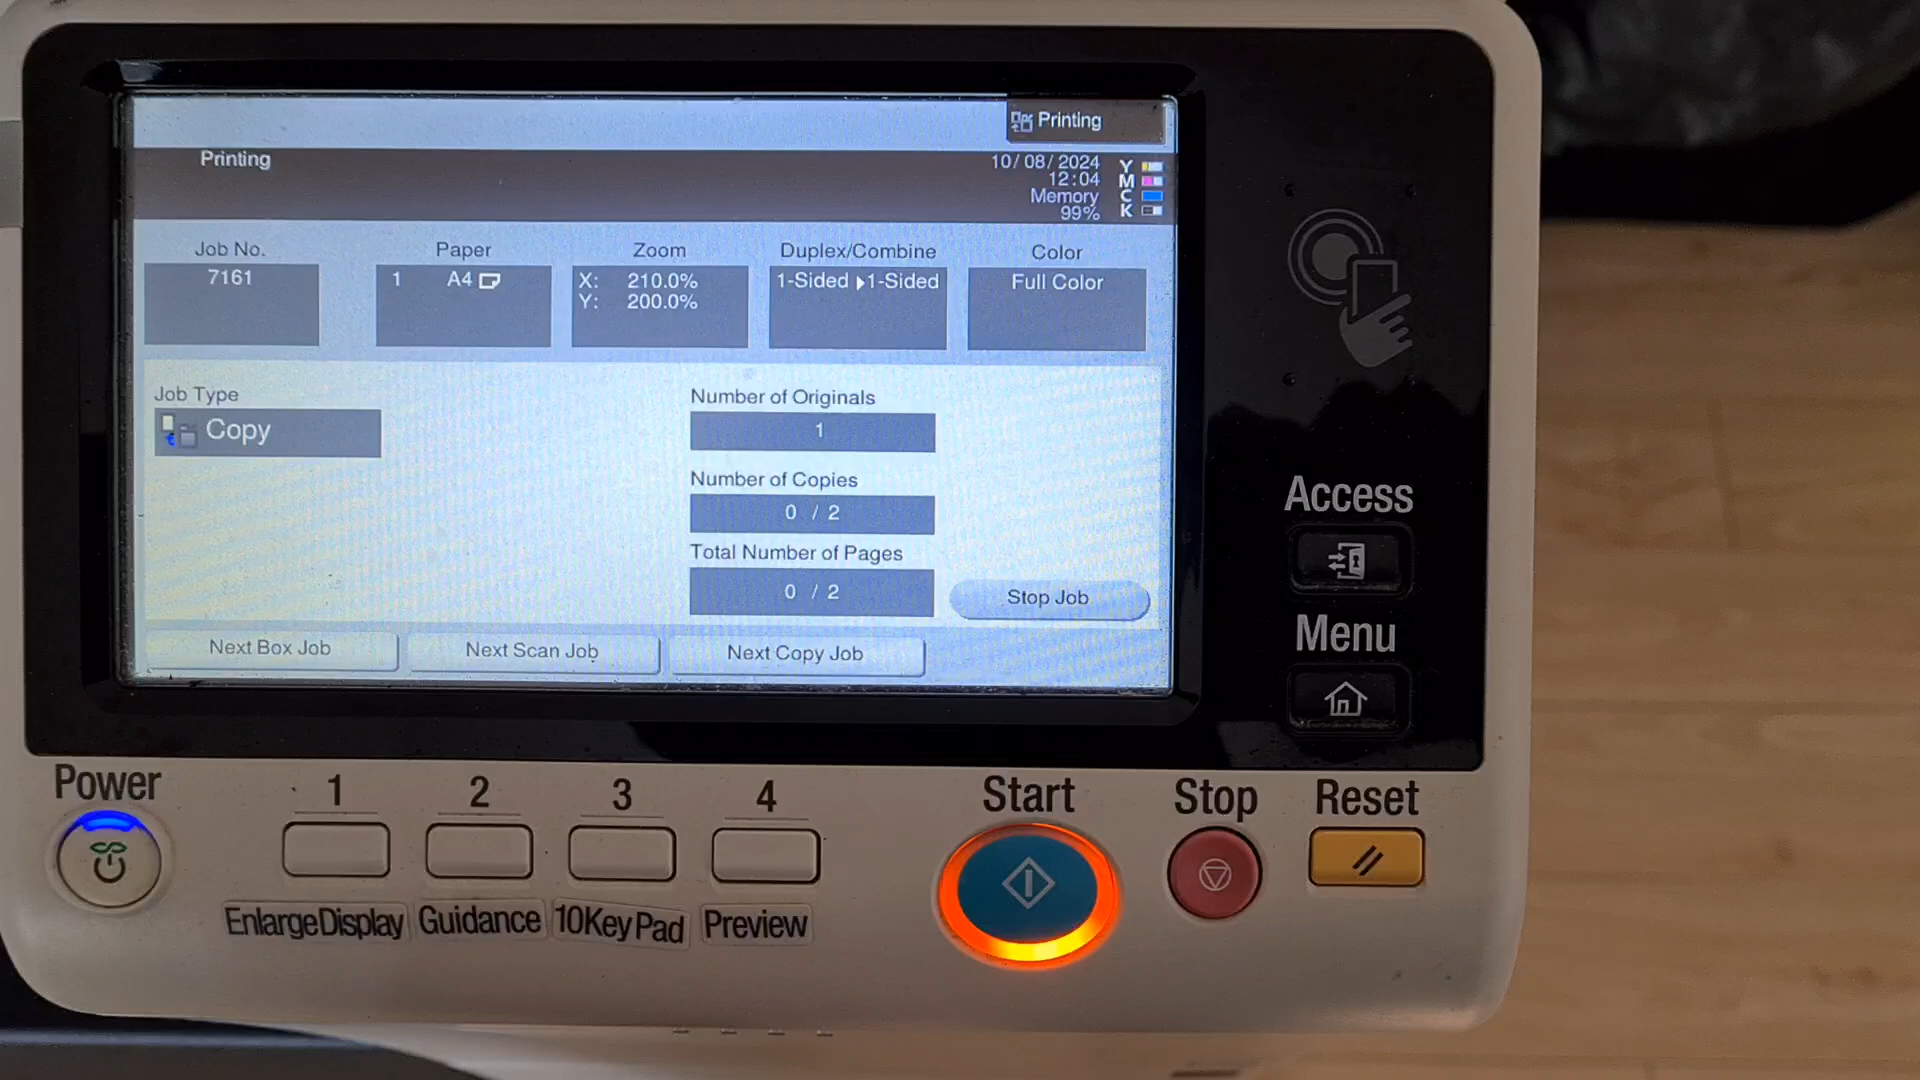 Printing
Printing
10/08/2024
12:04
Memory
99%
Y
M
C
K
Job No.
7161
Paper
1 A4
Zoom
X: 210.0%
Y: 200.0%
Duplex/Combine
1-Sided ▶1-Sided
Color
Full Color
Job Type
Copy
Number of Originals
1
Number of Copies
0 / 2
Total Number of Pages
0 / 2
Stop Job
Next Box Job
Next Scan Job
Next Copy Job
Access
Menu
Power
1
2
3
4
Start
Stop
Reset
EnlargeDisplay
Guidance
10KeyPad
Preview